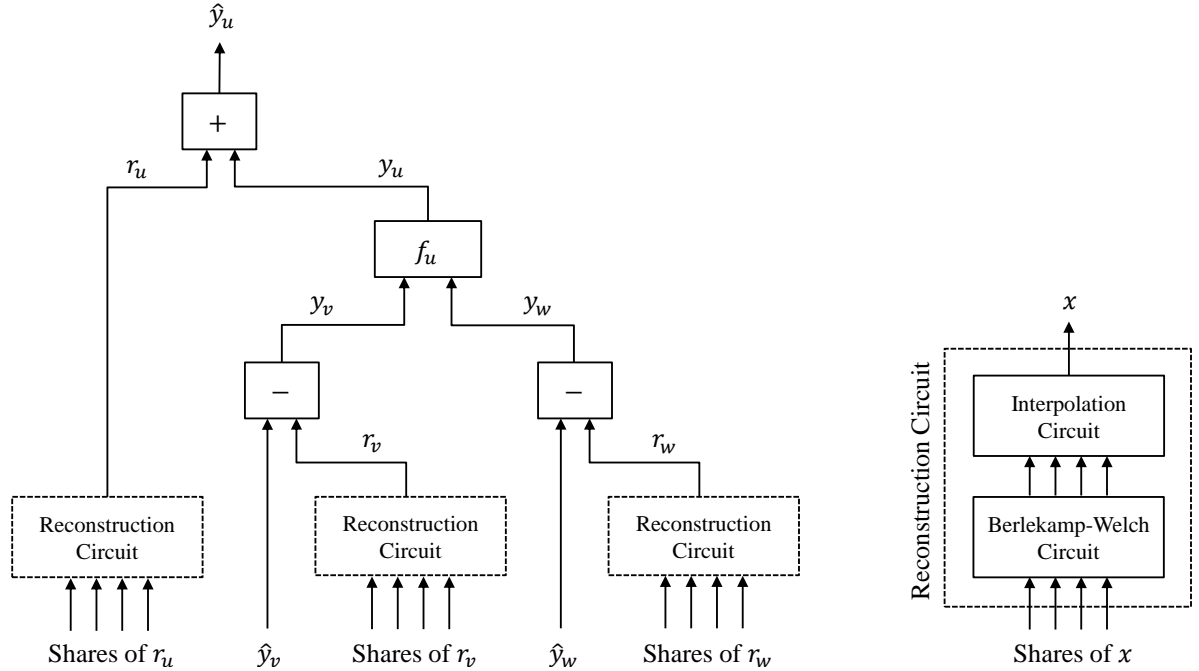 ŷ_u
+
r_u
y_u
f_u
y_v
y_w
−
−
r_v
r_w
Reconstruction
Circuit
Reconstruction
Circuit
Reconstruction
Circuit
Shares of r_u
ŷ_v
Shares of r_v
ŷ_w
Shares of r_w
x
Reconstruction Circuit
Interpolation
Circuit
Berlekamp-Welch
Circuit
Shares of x